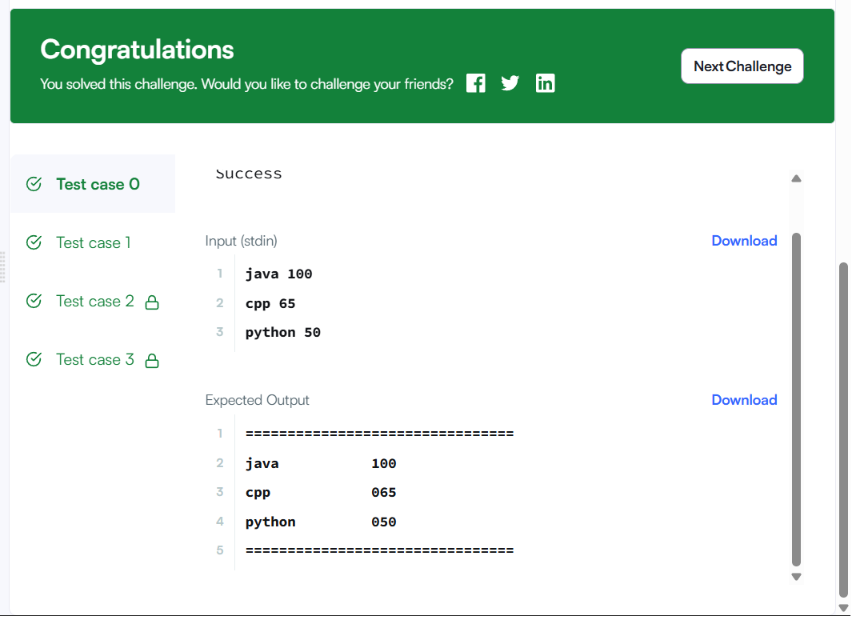 Congratulations
You solved this challenge. Would you like to challenge your friends?
Next Challenge
Test case 0
Test case 1
Test case 2
Test case 3
Success
Input (stdin)
Download
1 java 100
2 cpp 65
3 python 50
Expected Output
Download
1 ================================
2 java           100
3 cpp            065
4 python         050
5 ================================